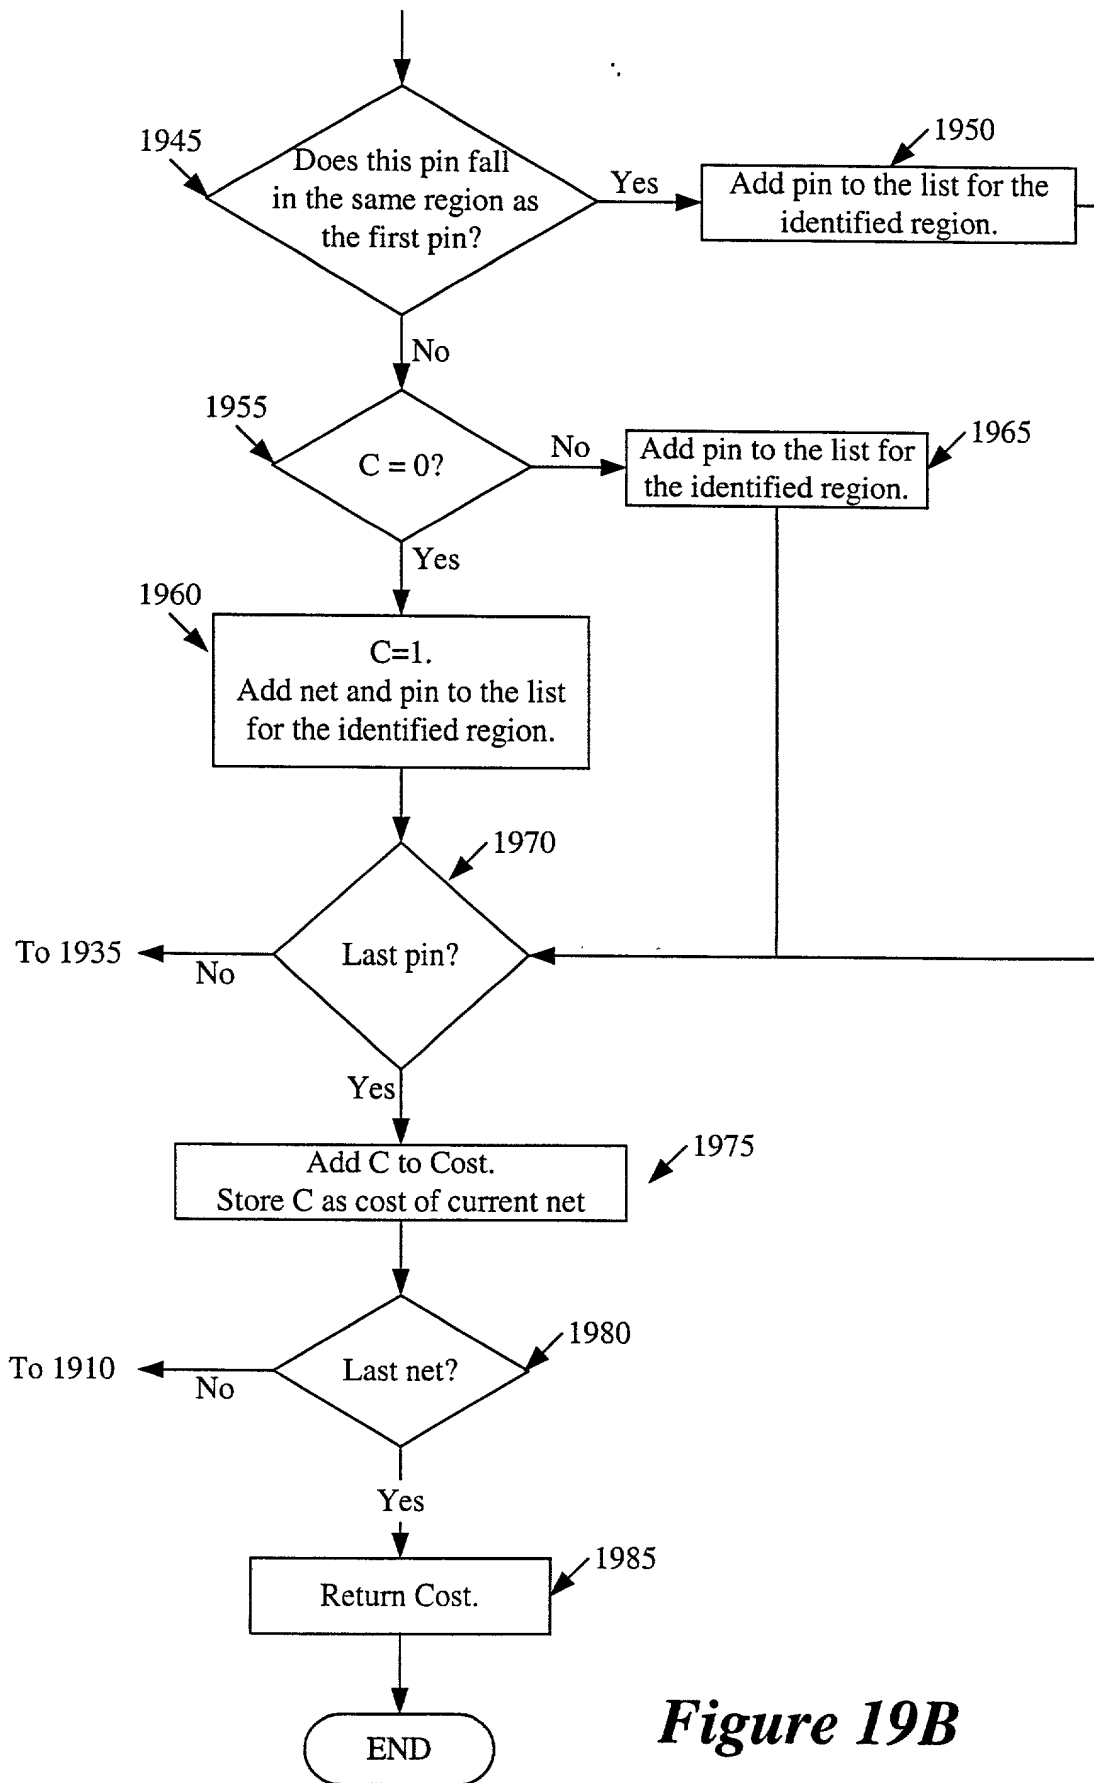 1945
Does this pin fall
in the same region as
the first pin?
Yes
1950
Add pin to the list for the
identified region.
No
1955
C = 0?
No
1965
Add pin to the list for
the identified region.
Yes
1960
C=1.
Add net and pin to the list
for the identified region.
1970
Last pin?
To 1935
No
Yes
1975
Add C to Cost.
Store C as cost of current net
1980
Last net?
To 1910
No
Yes
1985
Return Cost.
END
Figure 19B